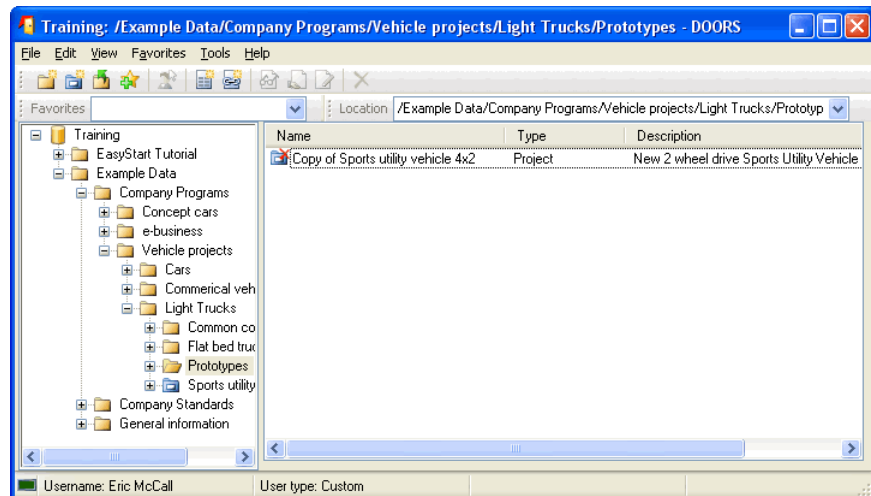 Training: /Example Data/Company Programs/Vehicle projects/Light Trucks/Prototypes - DOORS
File Edit View Favorites Tools Help
Favorites Location /Example Data/Company Programs/Vehicle projects/Light Trucks/Prototyp
Training
EasyStart Tutorial
Example Data
Company Programs
Concept cars
e-business
Vehicle projects
Cars
Commerical veh
Light Trucks
Common co
Flat bed truc
Prototypes
Sports utility
Company Standards
General information
Name Type Description
Copy of Sports utility vehicle 4x2 Project New 2 wheel drive Sports Utility Vehicle
Username: Eric McCall User type: Custom